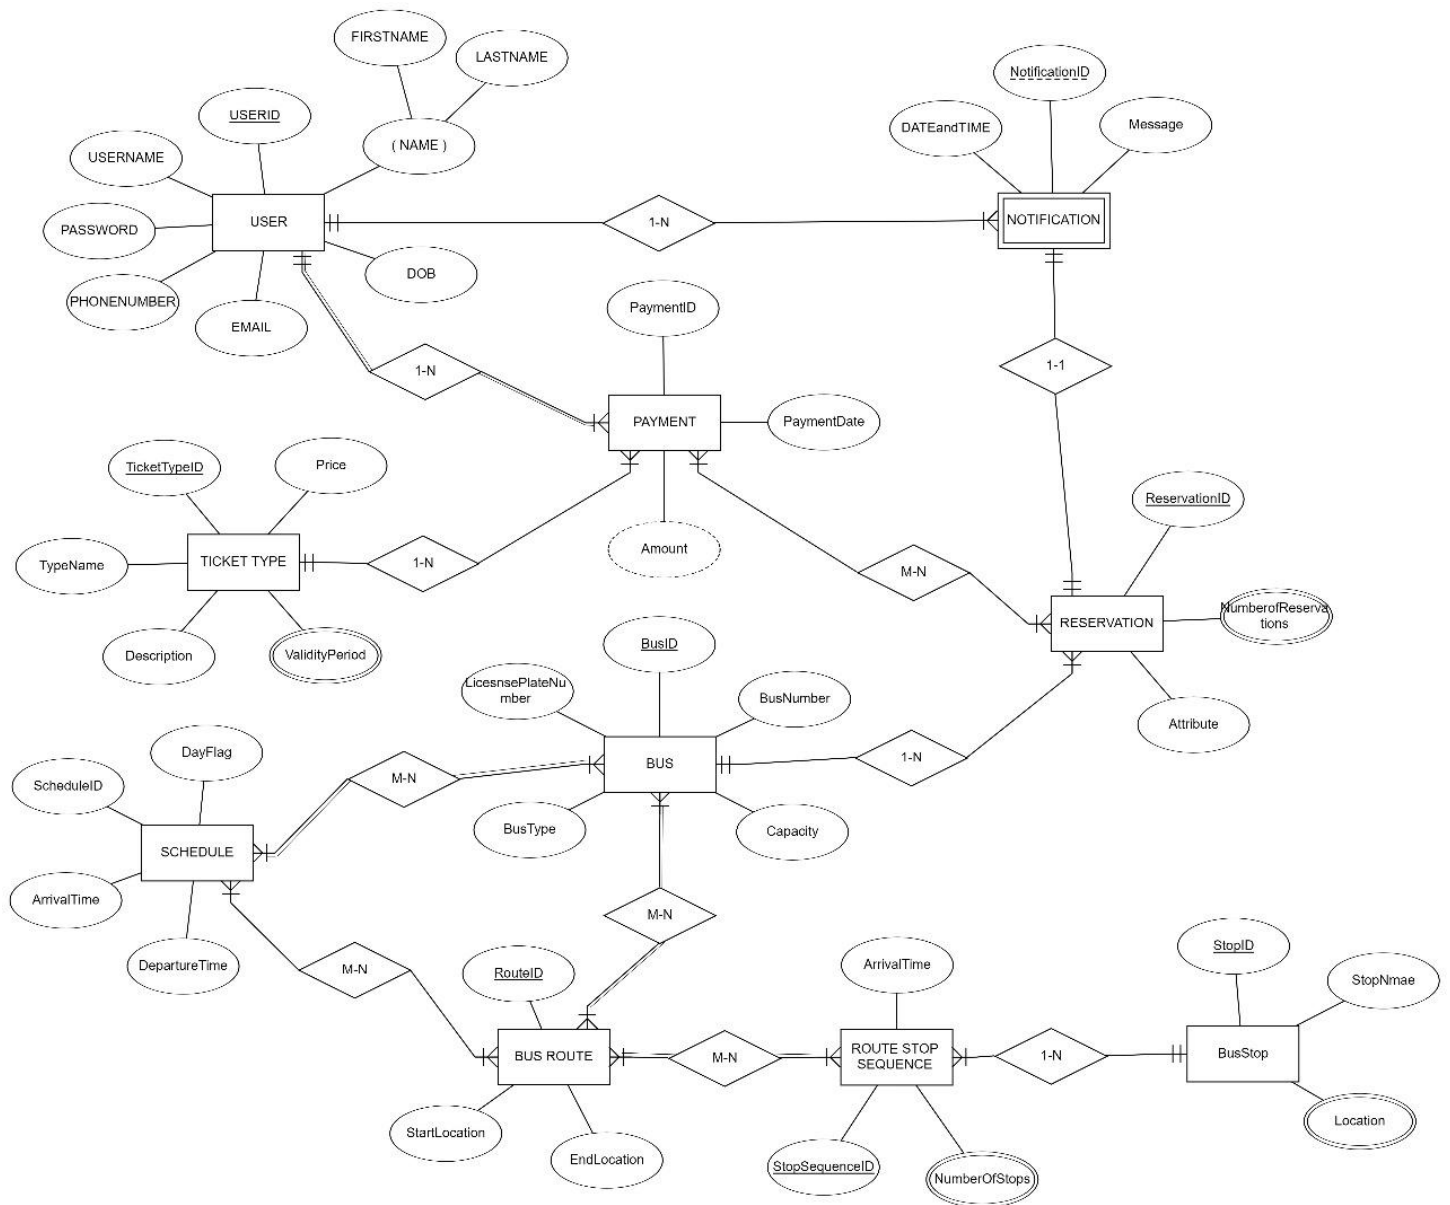 FIRSTNAME
LASTNAME
NotificationID
USERID
DATEandTIME
Message
( NAME )
USERNAME
USER
1-N
NOTIFICATION
PASSWORD
DOB
PHONENUMBER
EMAIL
PaymentID
1-N
1-1
PAYMENT
PaymentDate
TicketTypeID
Price
ReservationID
Amount
TypeName
TICKET TYPE
1-N
M-N
NumberofReserva
tions
RESERVATION
Description
ValidityPeriod
BusID
LicesnsePlateNu
mber
BusNumber
Attribute
DayFlag
ScheduleID
M-N
BUS
1-N
BusType
Capacity
SCHEDULE
ArrivalTime
M-N
DepartureTime
M-N
RouteID
ArrivalTime
StopID
StopNmae
BUS ROUTE
M-N
ROUTE STOP
SEQUENCE
1-N
BusStop
StartLocation
EndLocation
StopSequenceID
NumberOfStops
Location